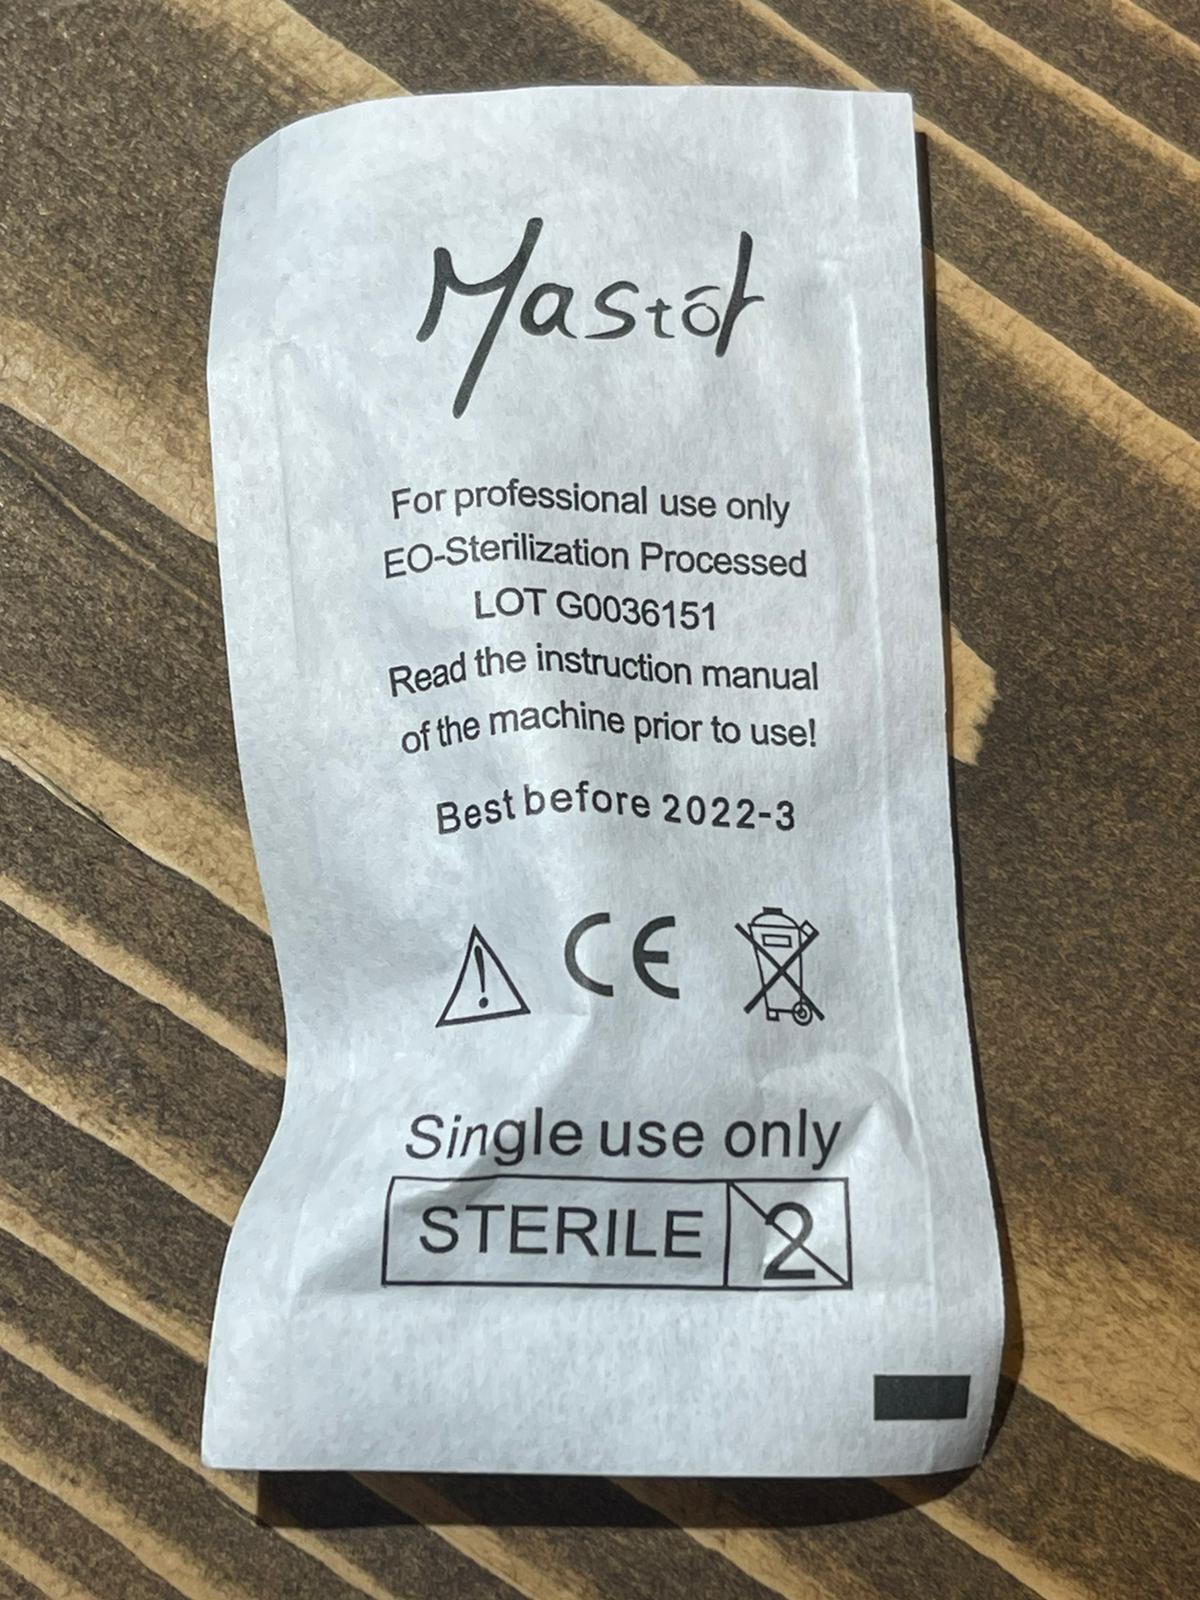 Mastor
For professional use only
EO-Sterilization Processed
LOT G0036151
Read the instruction manual
of the machine prior to use!
Best before 2022-3
CE
Single use only
STERILE 2